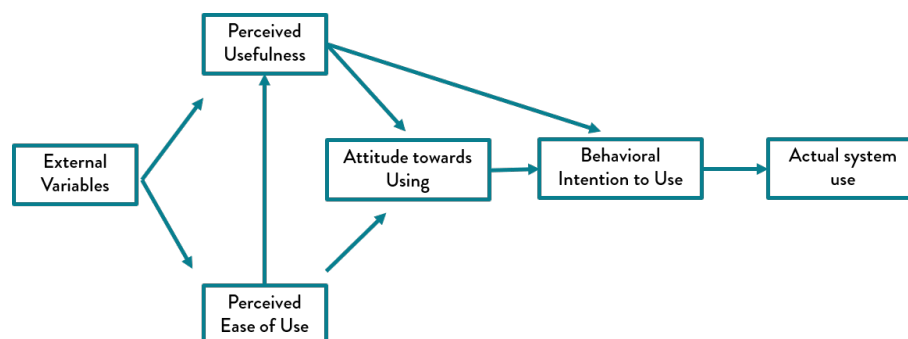 Perceived
Usefulness
External
Variables
Attitude towards
Using
Behavioral
Intention to Use
Actual system
use
Perceived
Ease of Use